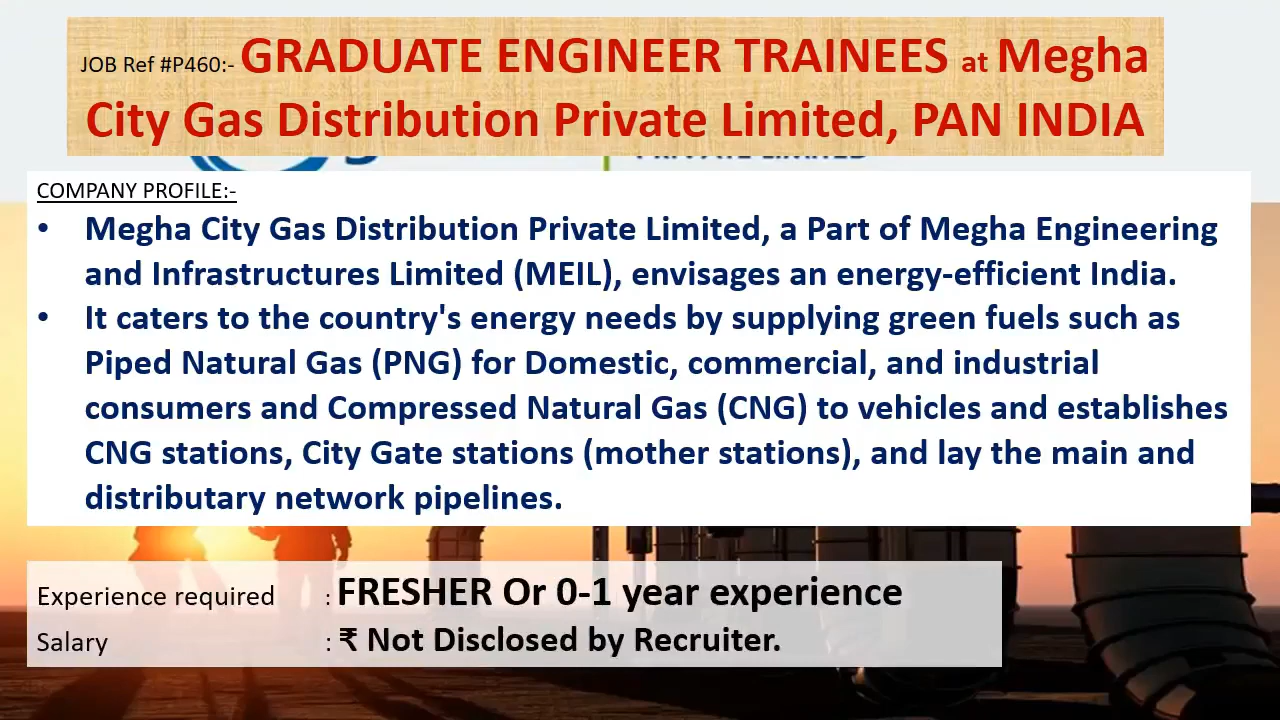 JOB Ref #P460:- GRADUATE ENGINEER TRAINEES at Megha
City Gas Distribution Private Limited, PAN INDIA
COMPANY PROFILE:-
• Megha City Gas Distribution Private Limited, a Part of Megha Engineering
and Infrastructures Limited (MEIL), envisages an energy-efficient India.
• It caters to the country's energy needs by supplying green fuels such as
Piped Natural Gas (PNG) for Domestic, commercial, and industrial
consumers and Compressed Natural Gas (CNG) to vehicles and establishes
CNG stations, City Gate stations (mother stations), and lay the main and
distributary network pipelines.
Experience required : FRESHER Or 0-1 year experience
Salary : ₹ Not Disclosed by Recruiter.